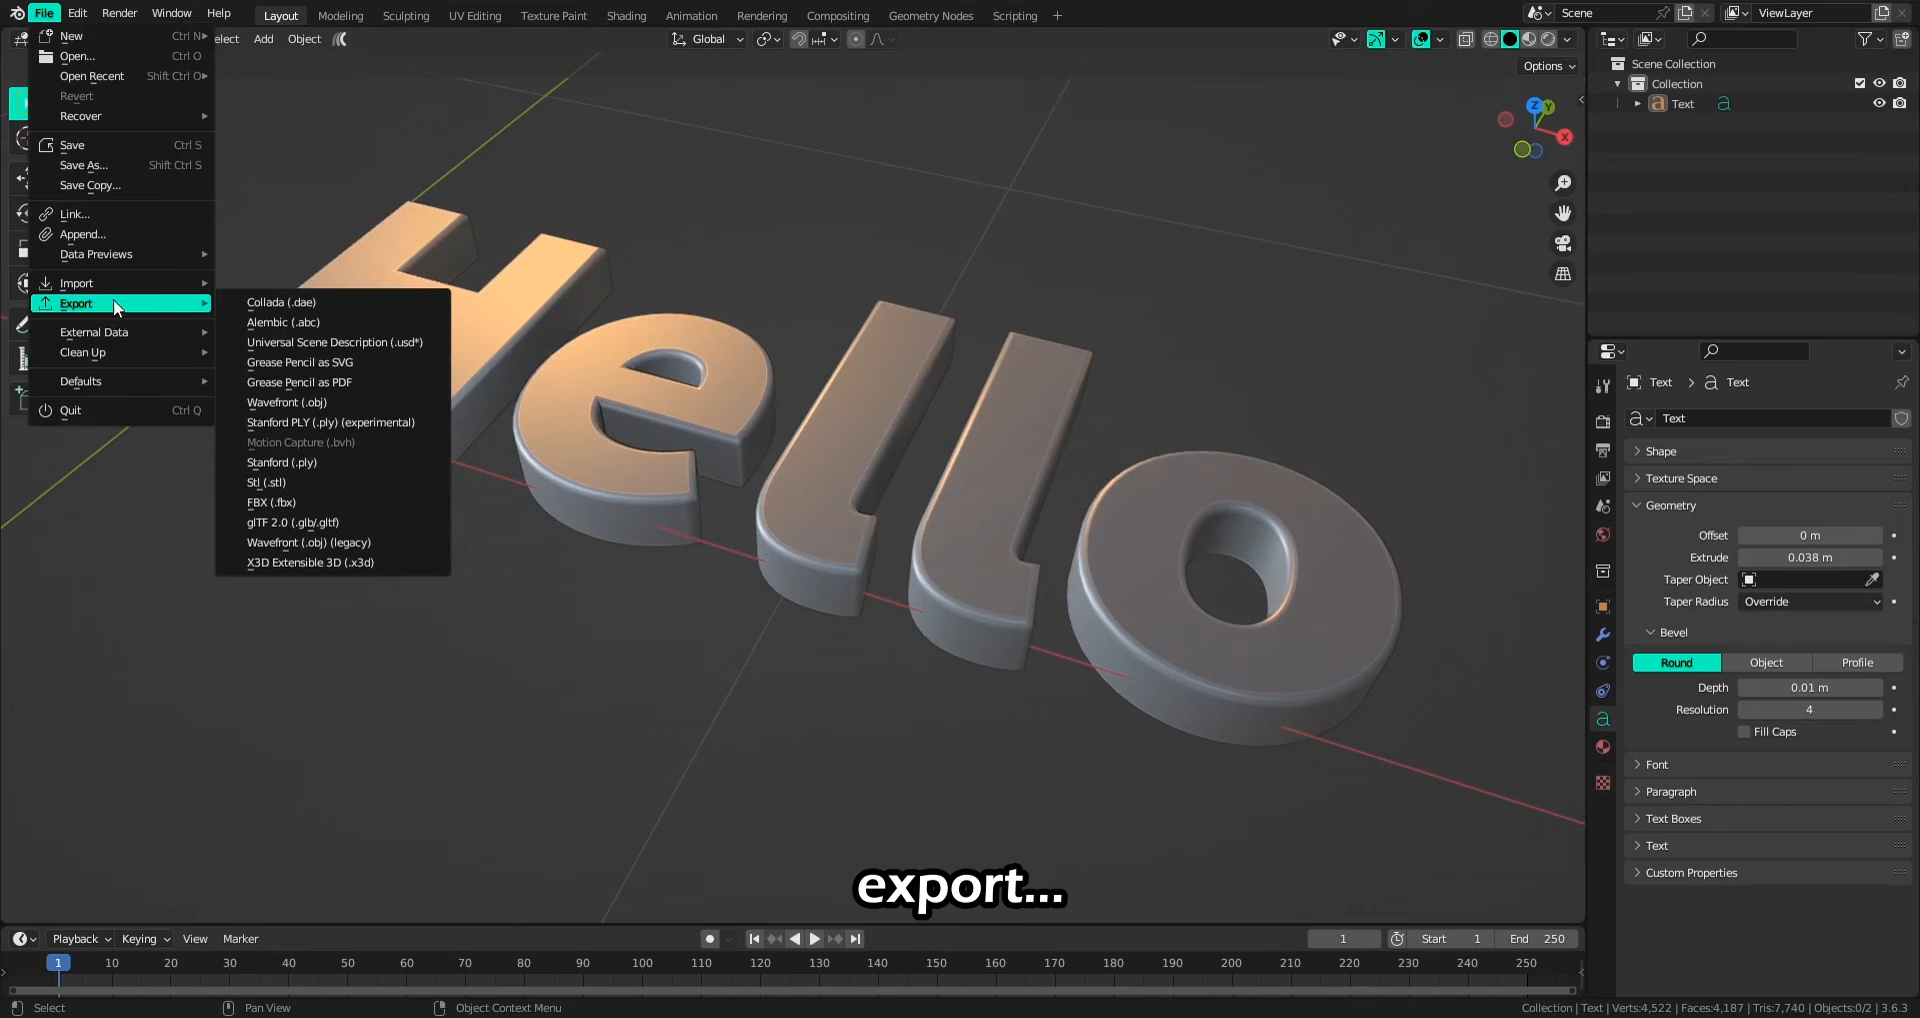 File Edit Render Window Help Layout Modeling Sculpting UV Editing Texture Paint Shading Animation Rendering Compositing Geometry Nodes Scripting + Scene ViewLayer
elect Add Object Global
Options
New Ctrl N
Open... Ctrl O
Open Recent Shift Ctrl O
Revert
Recover
Save Ctrl S
Save As... Shift Ctrl S
Save Copy...
Link...
Append...
Data Previews
Import
Export
External Data
Clean Up
Defaults
Quit Ctrl Q
Collada (.dae)
Alembic (.abc)
Universal Scene Description (.usd*)
Grease Pencil as SVG
Grease Pencil as PDF
Wavefront (.obj)
Stanford PLY (.ply) (experimental)
Motion Capture (.bvh)
Stanford (.ply)
Stl (.stl)
FBX (.fbx)
glTF 2.0 (.glb/.gltf)
Wavefront (.obj) (legacy)
X3D Extensible 3D (.x3d)
Hello
Z Y
X
export...
Scene Collection
Collection
Text
Text > Text
Text
Shape
Texture Space
Geometry
Offset 0 m
Extrude 0.038 m
Taper Object
Taper Radius Override
Bevel
Round Object Profile
Depth 0.01 m
Resolution 4
Fill Caps
Font
Paragraph
Text Boxes
Text
Custom Properties
Playback Keying View Marker 1 Start 1 End 250
1 10 20 30 40 50 60 70 80 90 100 110 120 130 140 150 160 170 180 190 200 210 220 230 240 250
Select Pan View Object Context Menu Collection | Text | Verts:4,522 | Faces:4,187 | Tris:7,740 | Objects:0/2 | 3.6.3